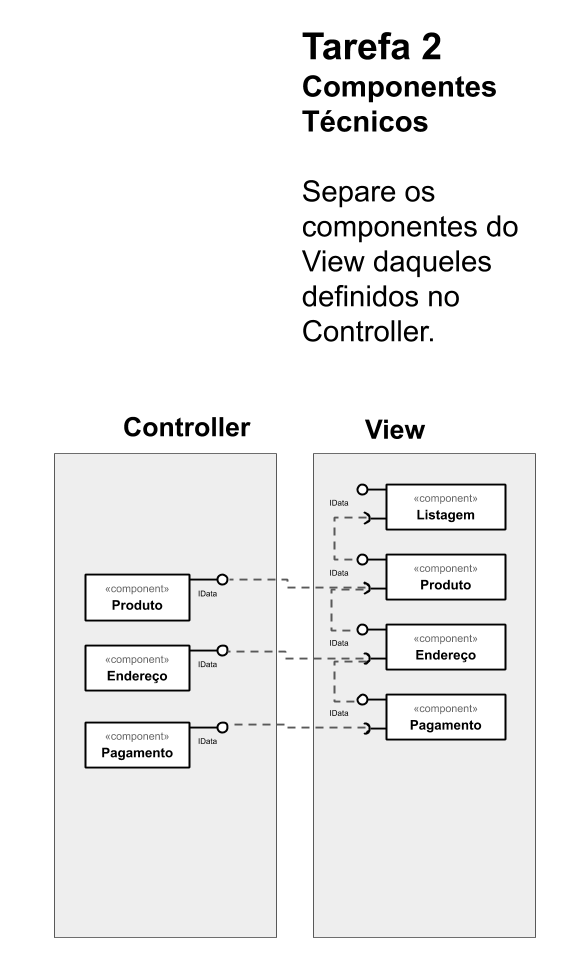 Tarefa 2
Componentes
Técnicos
Separe os
componentes do
View daqueles
definidos no
Controller.
Controller
View
«component»
Produto
IData
«component»
Endereço
IData
«component»
Pagamento
IData
IData
«component»
Listagem
IData
«component»
Produto
IData
«component»
Endereço
IData
«component»
Pagamento